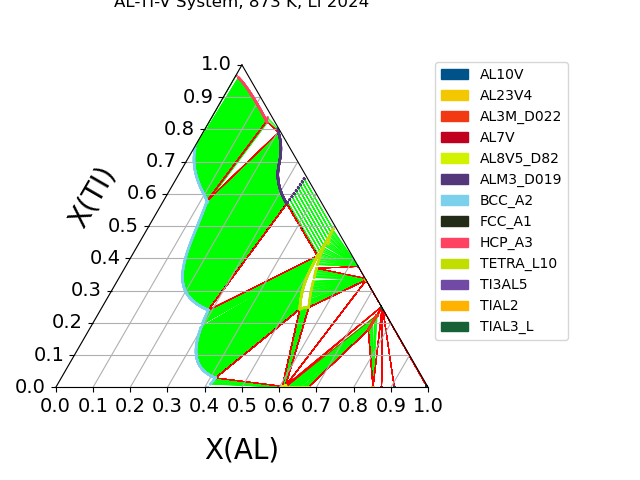 AL-TI-V System, 873 K, Li 2024
1.0
0.9
0.8
0.7
0.6
0.5
0.4
0.3
0.2
0.1
0.0
X(TI)
0.0 0.1 0.2 0.3 0.4 0.5 0.6 0.7 0.8 0.9 1.0
X(AL)
AL10V
AL23V4
AL3M_D022
AL7V
AL8V5_D82
ALM3_D019
BCC_A2
FCC_A1
HCP_A3
TETRA_L10
TI3AL5
TIAL2
TIAL3_L